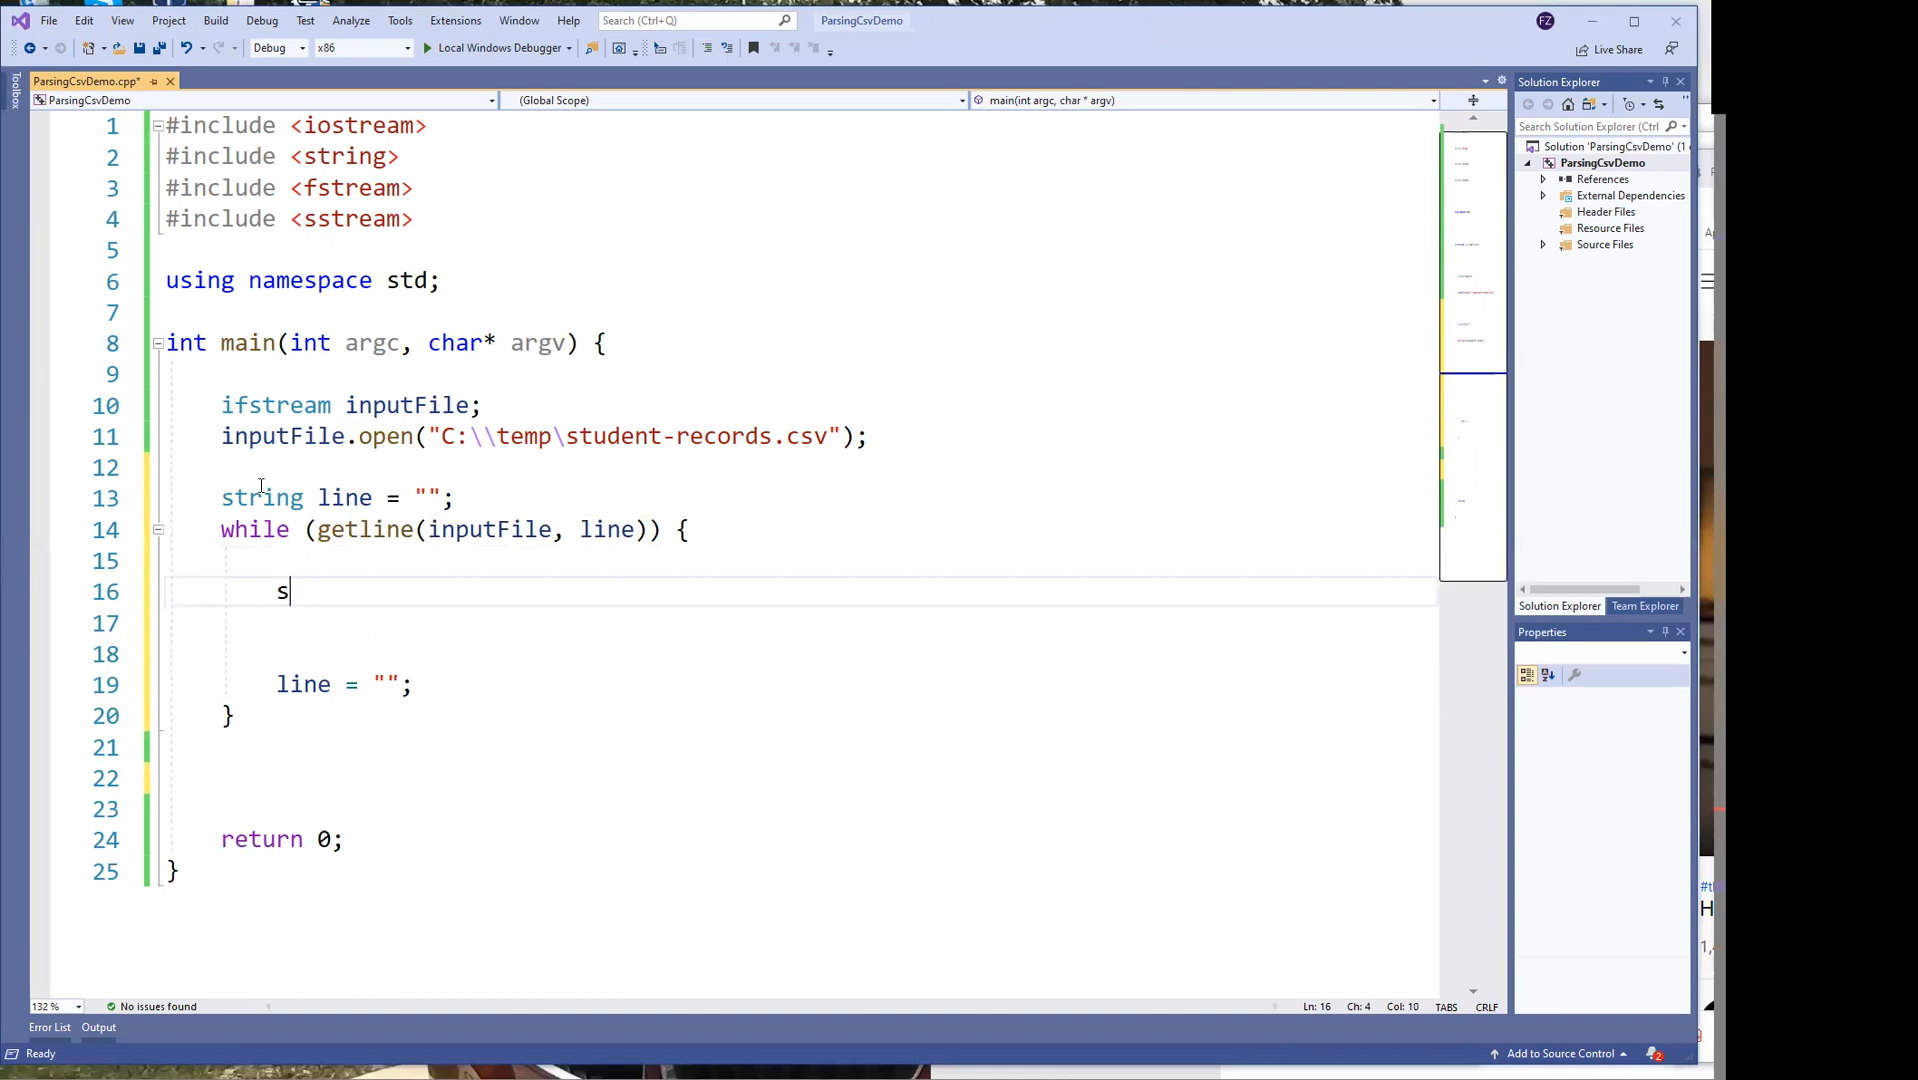 File Edit View Project Build Debug Test Analyze Tools Extensions Window Help Search (Ctrl+Q) ParsingCsvDemo FZ
Debug x86 Local Windows Debugger Live Share
Toolbox
ParsingCsvDemo.cpp*
ParsingCsvDemo (Global Scope) main(int argc, char * argv)
1 #include <iostream>
2 #include <string>
3 #include <fstream>
4 #include <sstream>
5
6 using namespace std;
7
8 int main(int argc, char* argv) {
9
10 ifstream inputFile;
11 inputFile.open("C:\\temp\student-records.csv");
12
13 string line = "";
14 while (getline(inputFile, line)) {
15
16 s
17
18
19 line = "";
20 }
21
22
23
24 return 0;
25 }
Solution Explorer
Search Solution Explorer (Ctrl
Solution 'ParsingCsvDemo' (1
ParsingCsvDemo
References
External Dependencies
Header Files
Resource Files
Source Files
Solution Explorer Team Explorer
Properties
132 % No issues found Ln: 16 Ch: 4 Col: 10 TABS CRLF
Error List Output
Ready Add to Source Control 2